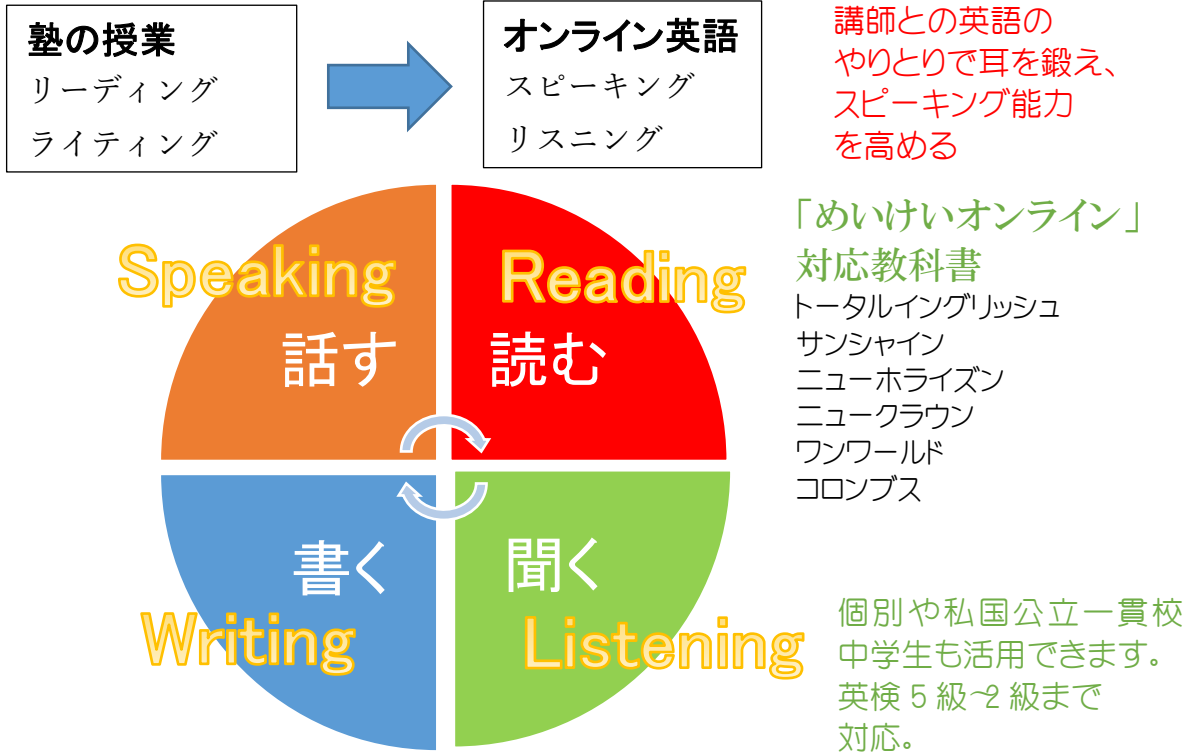 塾の授業
リーディング
ライティング
オンライン英語
スピーキング
リスニング
講師との英語の
やりとりで耳を鍛え、
スピーキング能力
を高める
Speaking
話す
Reading
読む
書く
Writing
聞く
Listening
「めいけいオンライン」
対応教科書
トータルイングリッシュ
サンシャイン
ニューホライズン
ニュークラウン
ワンワールド
コロンブス
個別や私国公立一貫校
中学生も活用できます。
英検5級~2級まで
対応。